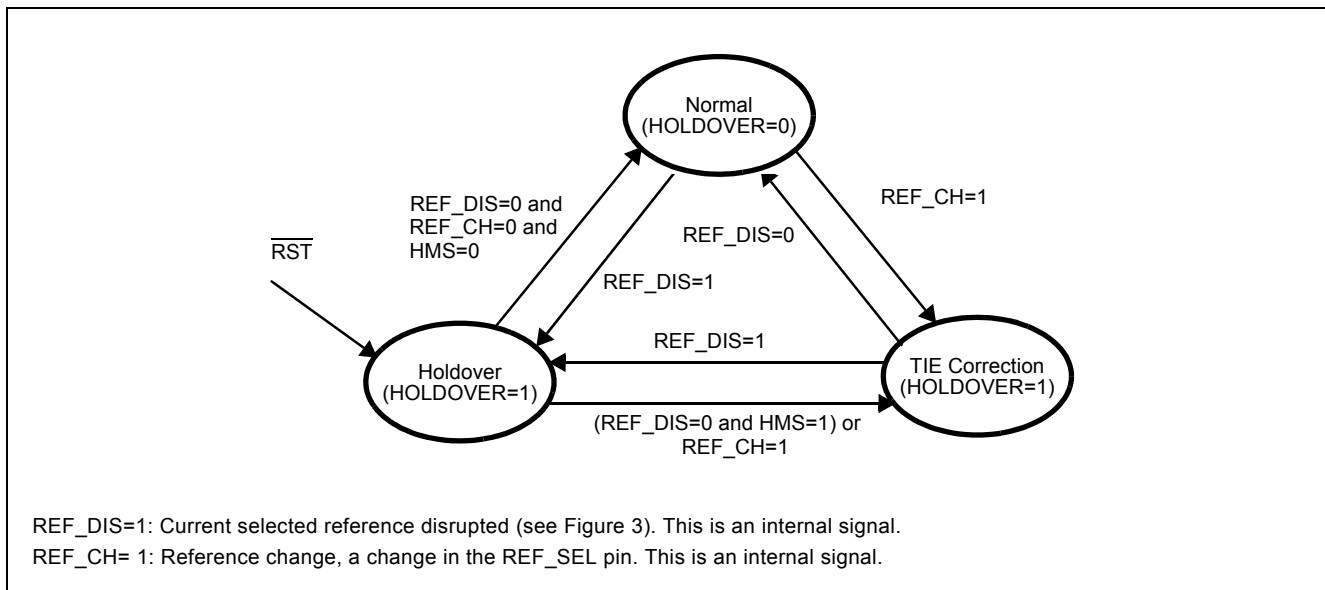 Normal
(HOLDOVER=0)
REF_DIS=0 and
REF_CH=0 and
HMS=0
REF_CH=1
REF_DIS=0
RST
REF_DIS=1
REF_DIS=1
Holdover
(HOLDOVER=1)
TIE Correction
(HOLDOVER=1)
(REF_DIS=0 and HMS=1) or
REF_CH=1
REF_DIS=1: Current selected reference disrupted (see Figure 3). This is an internal signal.
REF_CH= 1: Reference change, a change in the REF_SEL pin. This is an internal signal.